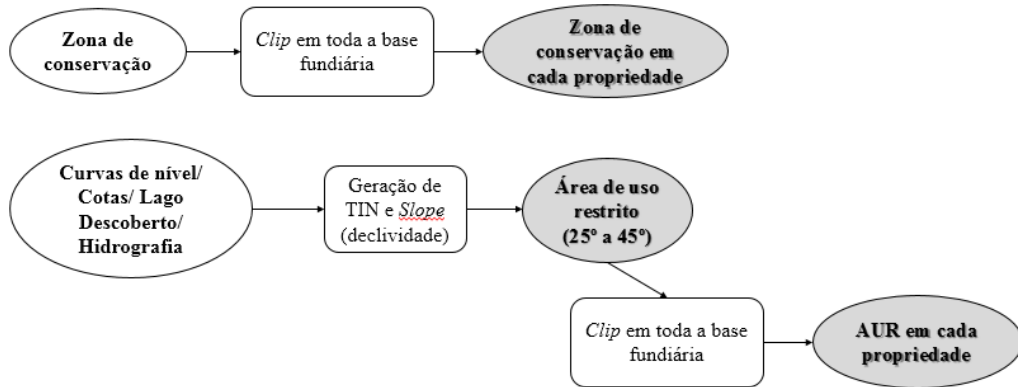 Zona de
conservação
Clip em toda a base
fundiária
Zona de
conservação em
cada propriedade
Curvas de nível/
Cotas/ Lago
Descoberto/
Hidrografia
Geração de
TIN e Slope
(declividade)
Área de uso
restrito
(25º a 45º)
Clip em toda a base
fundiária
AUR em cada
propriedade